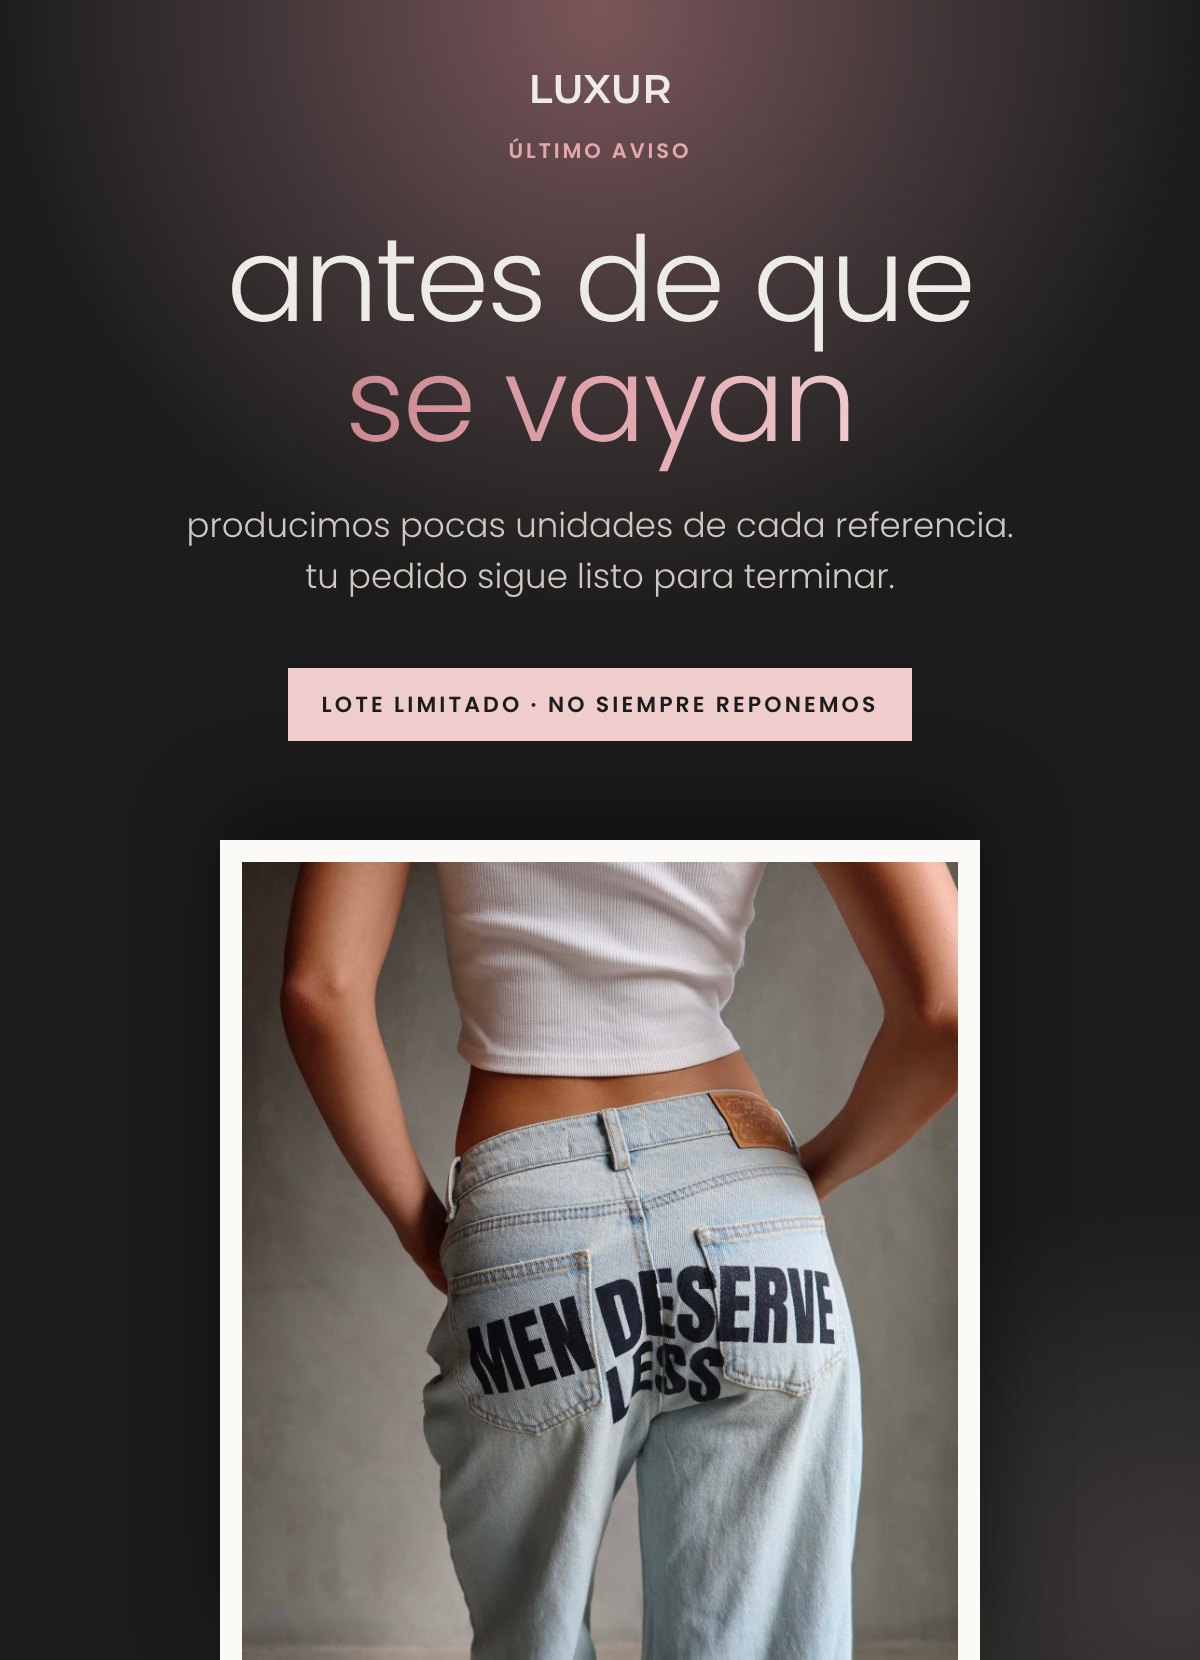 LUXUR
ÚLTIMO AVISO
antes de que
se vayan
producimos pocas unidades de cada referencia.
tu pedido sigue listo para terminar.
LOTE LIMITADO · NO SIEMPRE REPONEMOS
MEN DESERVE
LESS